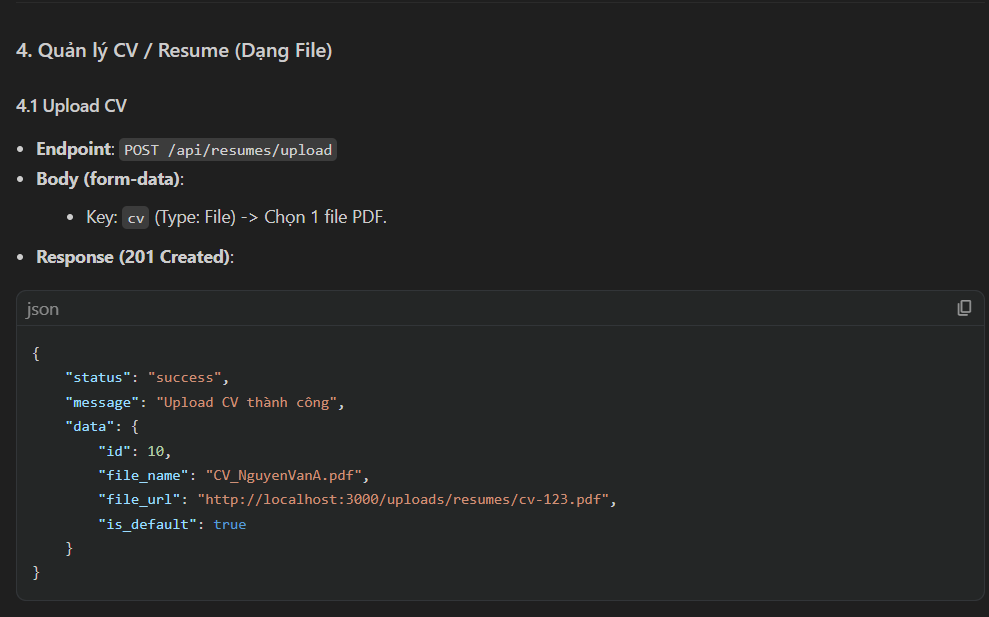 4. Quản lý CV / Resume (Dạng File)
4.1 Upload CV
• Endpoint: POST /api/resumes/upload
• Body (form-data):
• Key: cv (Type: File) -> Chọn 1 file PDF.
• Response (201 Created):
json
{
    "status": "success",
    "message": "Upload CV thành công",
    "data": {
        "id": 10,
        "file_name": "CV_NguyenVanA.pdf",
        "file_url": "http://localhost:3000/uploads/resumes/cv-123.pdf",
        "is_default": true
    }
}